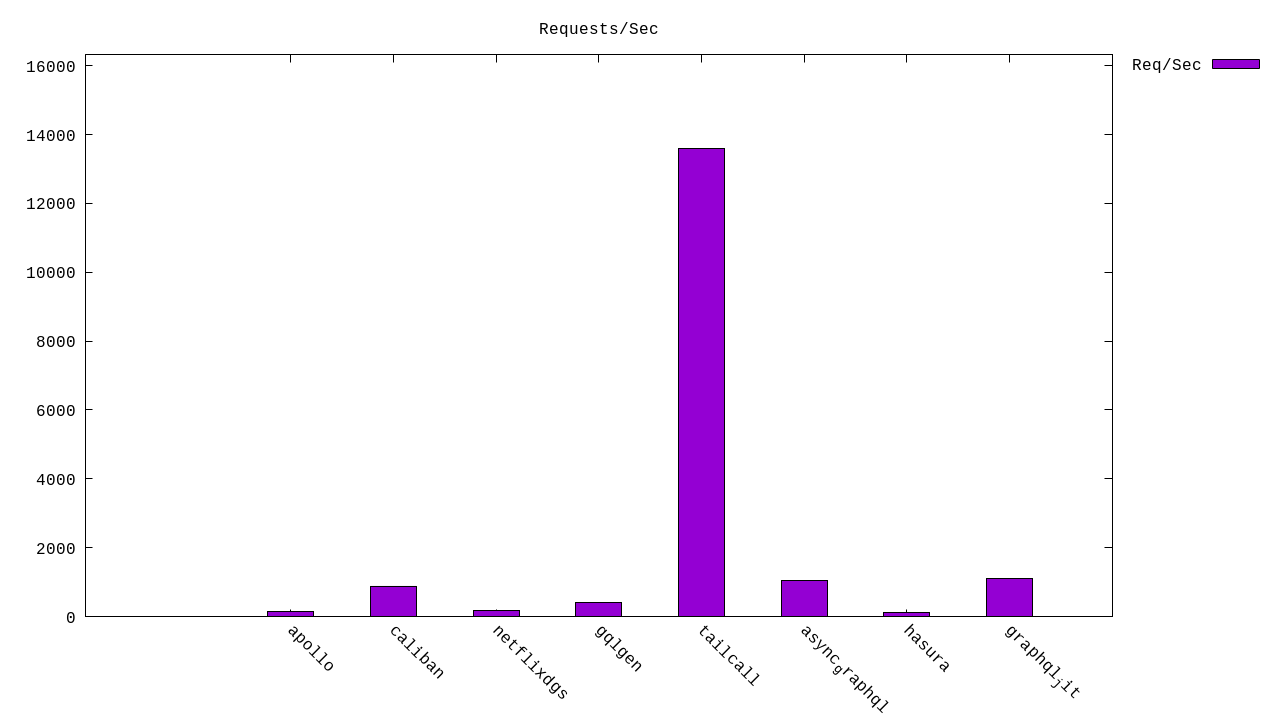 Requests/Sec
Req/Sec
16000
14000
12000
10000
8000
6000
4000
2000
0
apollo
caliban
netflixdgs
gqlgen
tailcall
async_graphql
hasura
graphql_jit